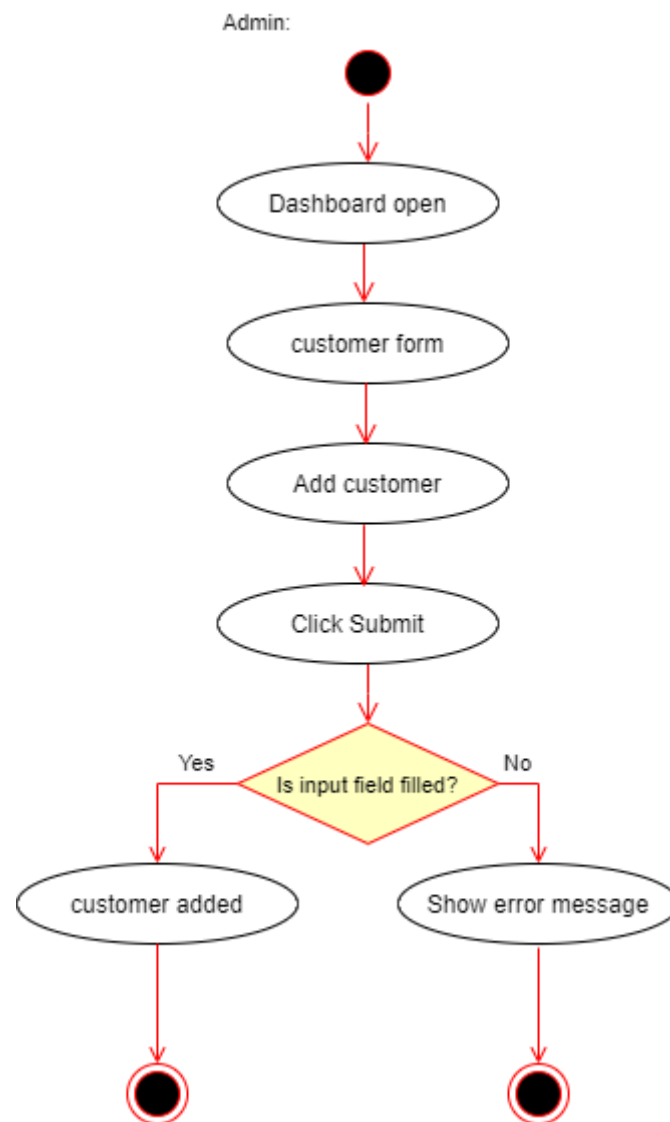 Admin:
Dashboard open
customer form
Add customer
Click Submit
Yes
Is input field filled?
No
customer added
Show error message